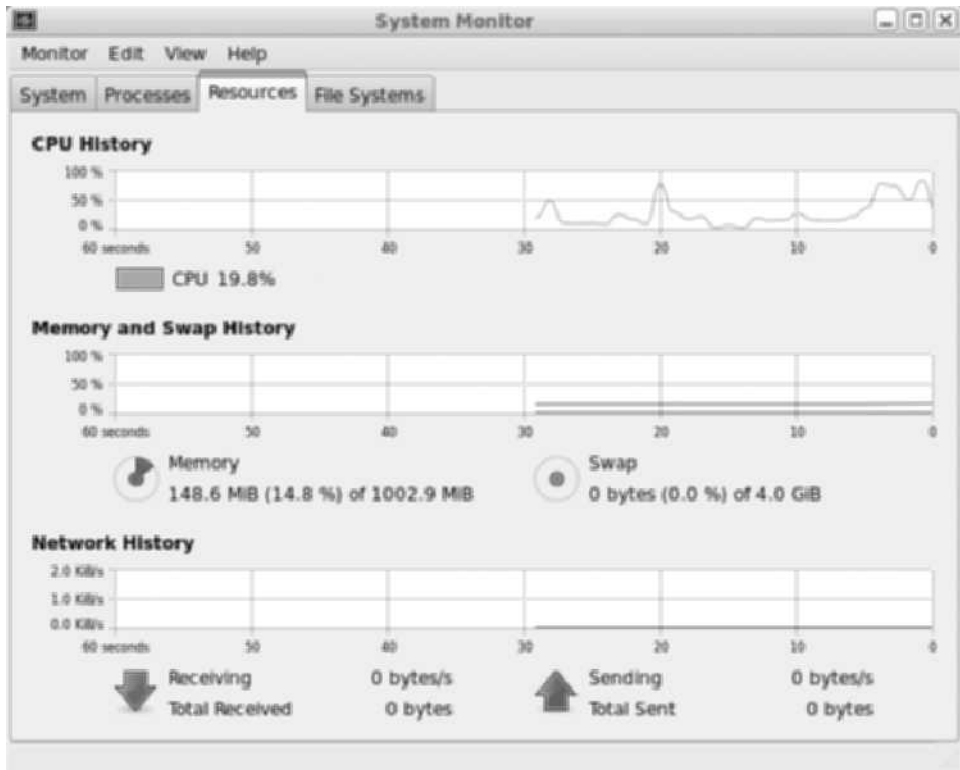 System Monitor
Monitor Edit View Help
System Processes Resources File Systems
CPU History
100 %
50 %
0 %
60 seconds 50 40 30 20 10 0
CPU 19.8%
Memory and Swap History
100 %
50 %
0 %
60 seconds 50 40 30 20 10 0
Memory
148.6 MiB (14.8 %) of 1002.9 MiB
Swap
0 bytes (0.0 %) of 4.0 GiB
Network History
2.0 KiB/s
1.0 KiB/s
0.0 KiB/s
60 seconds 50 40 30 20 10 0
Receiving 0 bytes/s
Total Received 0 bytes
Sending 0 bytes/s
Total Sent 0 bytes